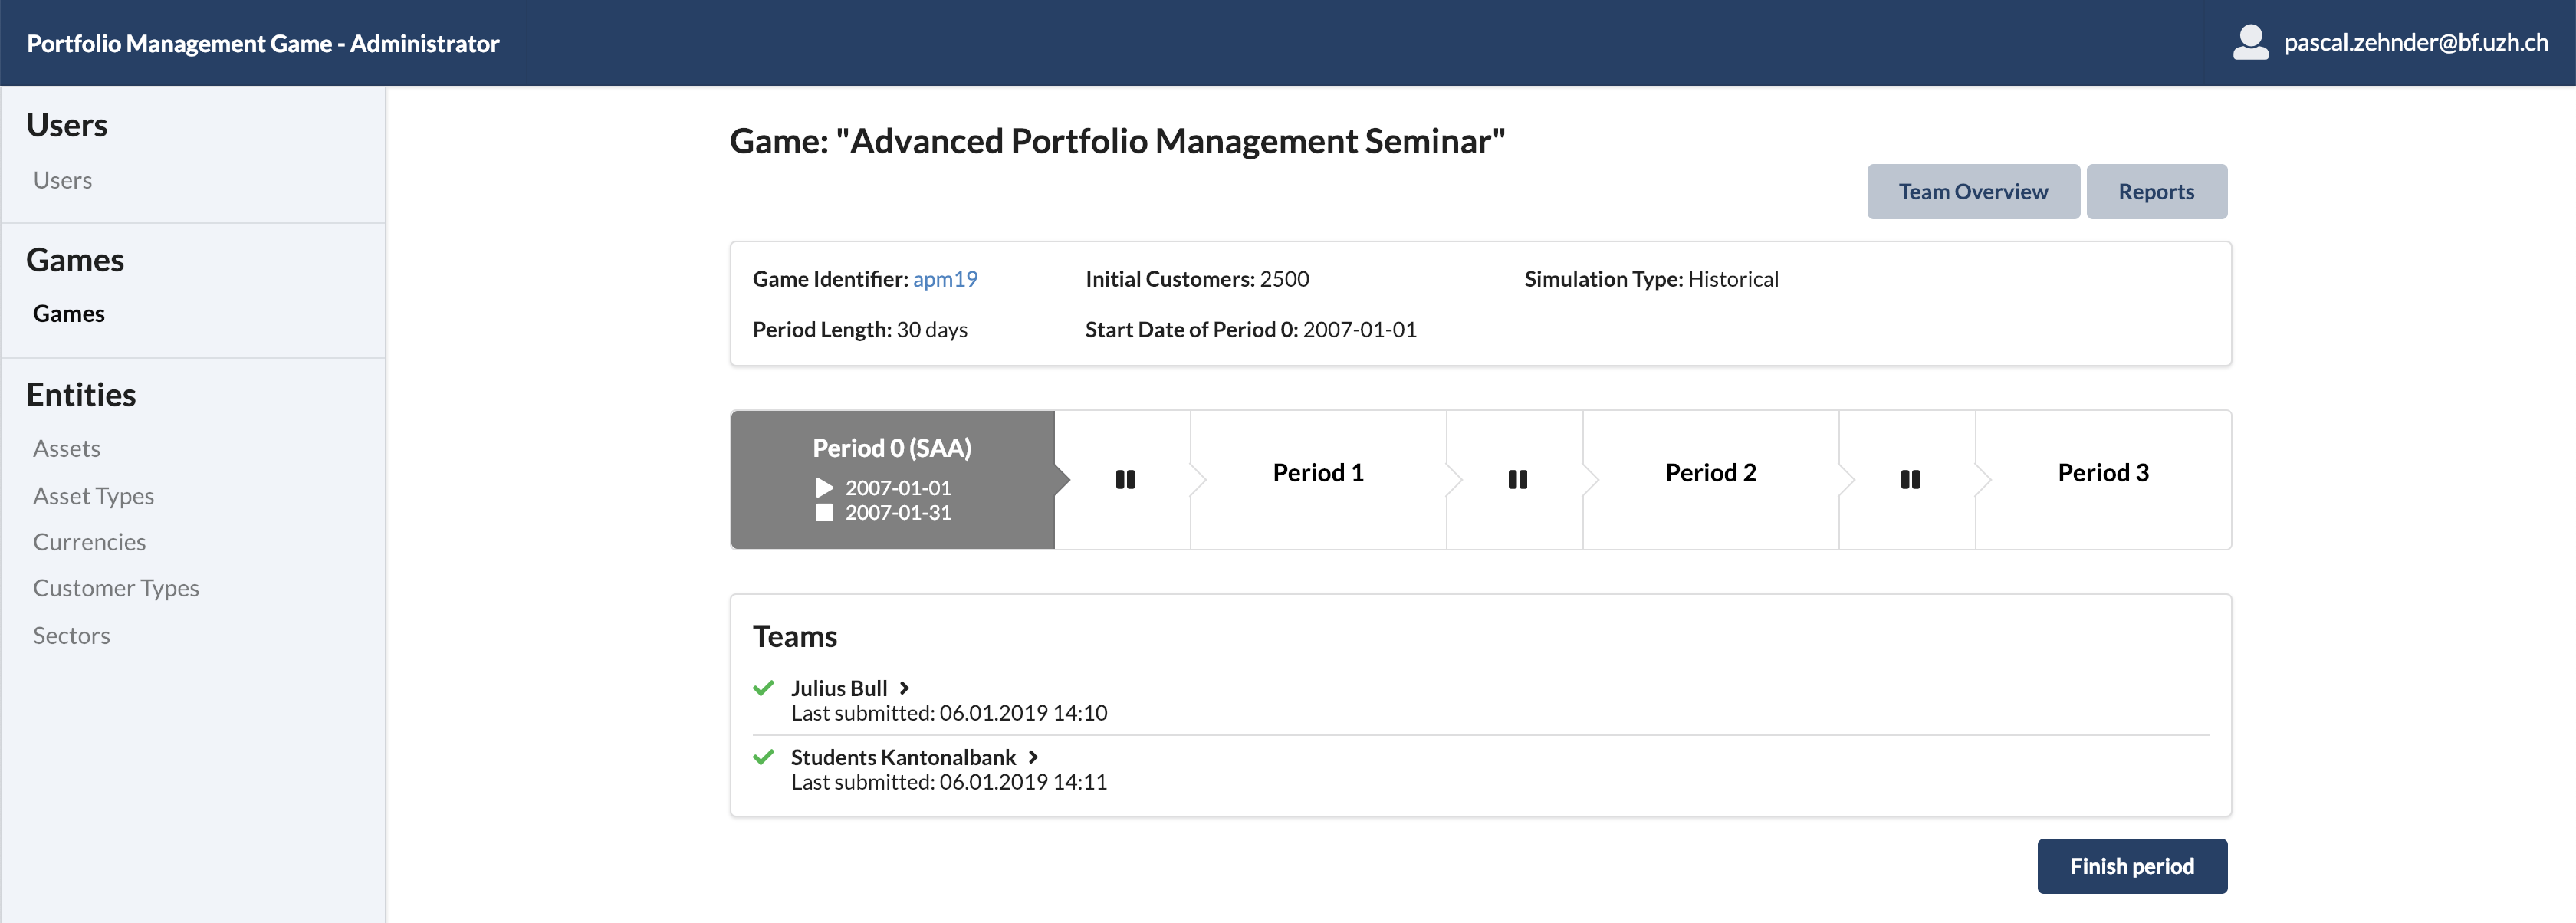 Portfolio Management Game - Administrator
pascal.zehnder@bf.uzh.ch
Users
Users
Games
Games
Entities
Assets
Asset Types
Currencies
Customer Types
Sectors
Game: "Advanced Portfolio Management Seminar"
Team Overview
Reports
Game Identifier: apm19
Initial Customers: 2500
Simulation Type: Historical
Period Length: 30 days
Start Date of Period 0: 2007-01-01
Period 0 (SAA)
2007-01-01
2007-01-31
Period 1
Period 2
Period 3
Teams
Julius Bull
Last submitted: 06.01.2019 14:10
Students Kantonalbank
Last submitted: 06.01.2019 14:11
Finish period